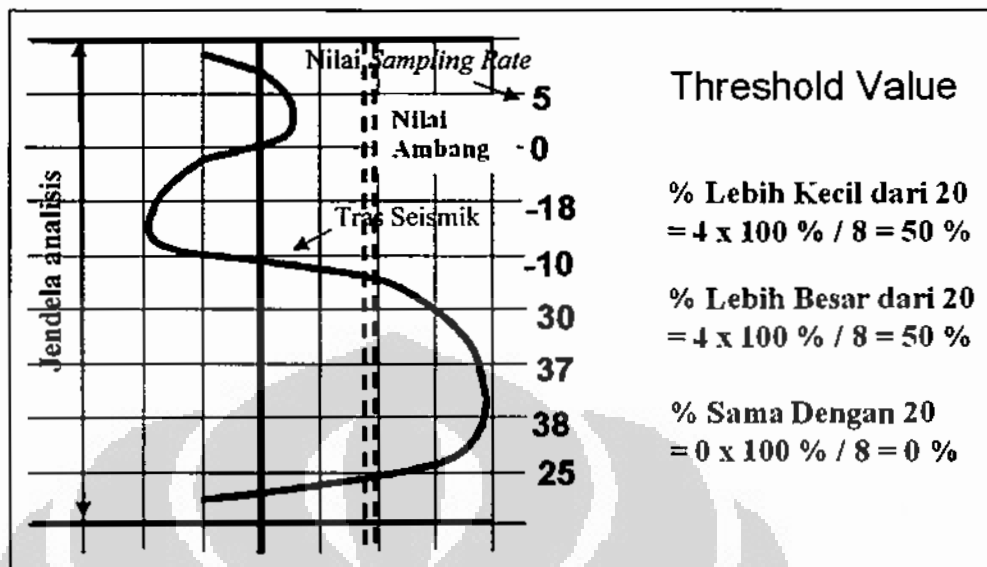 Nilai Sampling Rate
5
Nilai
Ambang
0
-18
Tras Seismik
-10
30
37
38
25
Jendela analisis
Threshold Value
% Lebih Kecil dari 20
= 4 x 100 % / 8 = 50 %
% Lebih Besar dari 20
= 4 x 100 % / 8 = 50 %
% Sama Dengan 20
= 0 x 100 % / 8 = 0 %